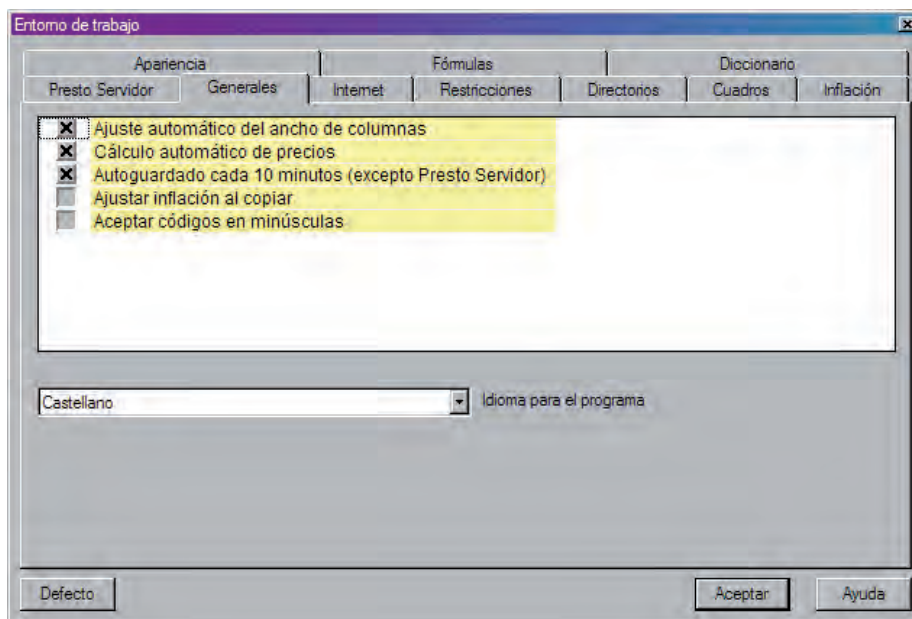 Entorno de trabajo
Apariencia Fórmulas Diccionario
Presto Servidor Generales Internet Restricciones Directorios Cuadros Inflación
Ajuste automático del ancho de columnas
Cálculo automático de precios
Autoguardado cada 10 minutos (excepto Presto Servidor)
Ajustar inflación al copiar
Aceptar códigos en minúsculas
Castellano Idioma para el programa
Defecto Aceptar Ayuda